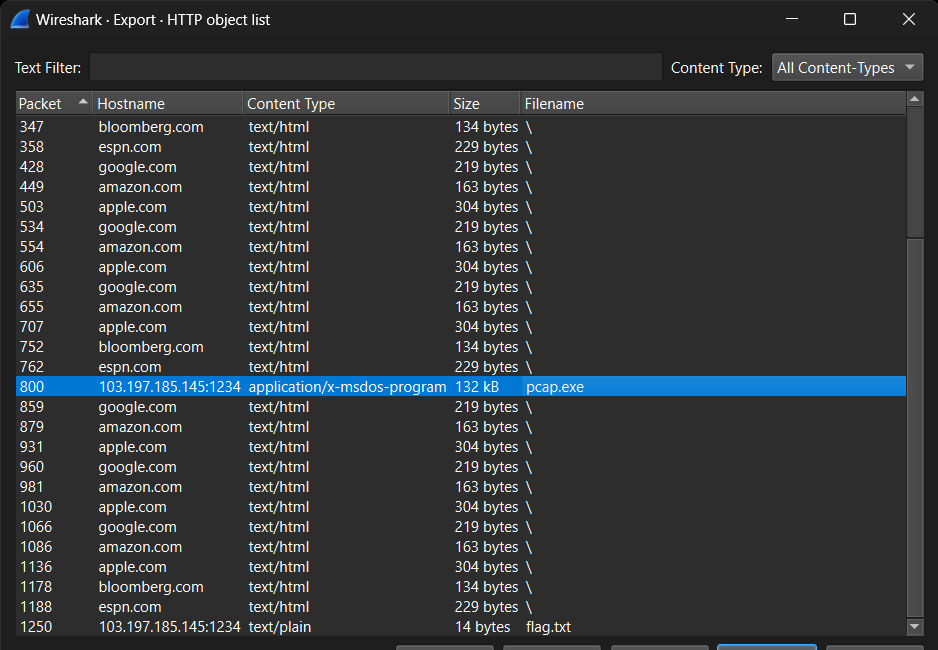 Wireshark · Export · HTTP object list
Text Filter: Content Type: All Content-Types
Packet Hostname Content Type Size Filename
347 bloomberg.com text/html 134 bytes \
358 espn.com text/html 229 bytes \
428 google.com text/html 219 bytes \
449 amazon.com text/html 163 bytes \
503 apple.com text/html 304 bytes \
534 google.com text/html 219 bytes \
554 amazon.com text/html 163 bytes \
606 apple.com text/html 304 bytes \
635 google.com text/html 219 bytes \
655 amazon.com text/html 163 bytes \
707 apple.com text/html 304 bytes \
752 bloomberg.com text/html 134 bytes \
762 espn.com text/html 229 bytes \
800 103.197.185.145:1234 application/x-msdos-program 132 kB pcap.exe
859 google.com text/html 219 bytes \
879 amazon.com text/html 163 bytes \
931 apple.com text/html 304 bytes \
960 google.com text/html 219 bytes \
981 amazon.com text/html 163 bytes \
1030 apple.com text/html 304 bytes \
1066 google.com text/html 219 bytes \
1086 amazon.com text/html 163 bytes \
1136 apple.com text/html 304 bytes \
1178 bloomberg.com text/html 134 bytes \
1188 espn.com text/html 229 bytes \
1250 103.197.185.145:1234 text/plain 14 bytes flag.txt